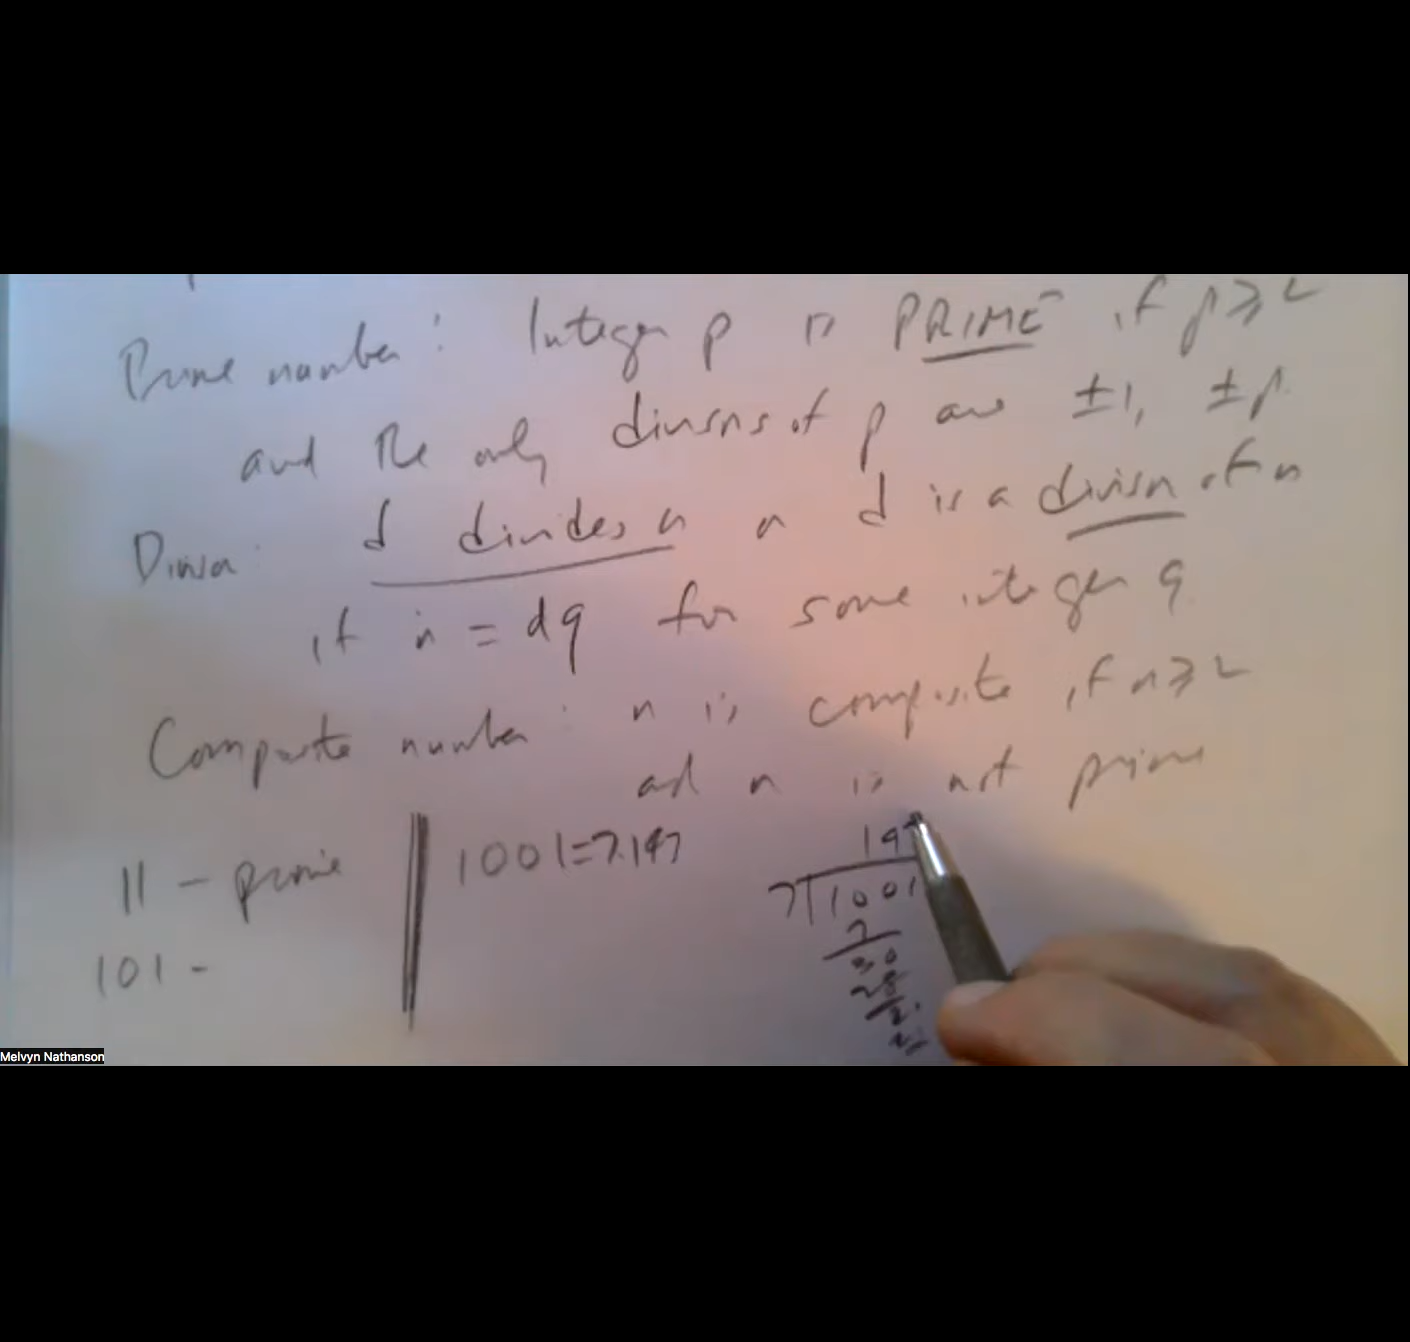 Prime number: Integer p is PRIME if p ≥ 2
and the only divisors of p are ±1, ±p.
Divisor: d divides n or d is a divisor of n
if n = dq for some integer q
Composite number: n is composite if n ≥ 2
and n is not prime
11 - prime
101 -
1001=7.143
14
7 1001
7
30
28
Melvyn Nathanson